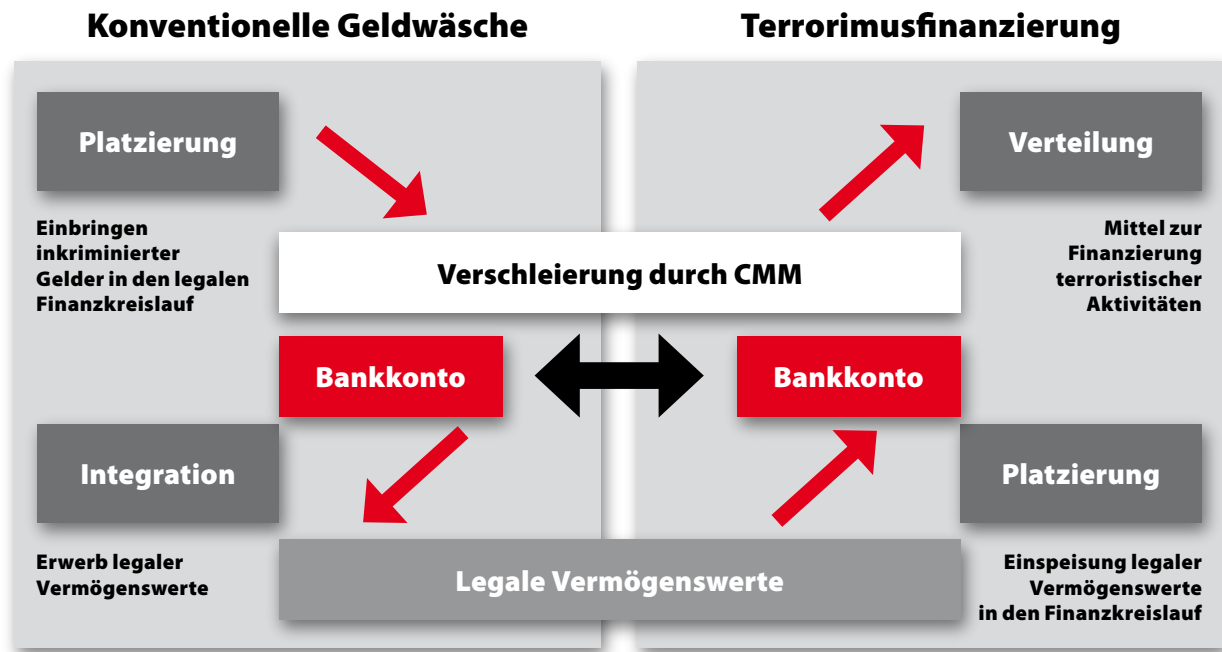 Konventionelle Geldwäsche
Terrorimusfinanzierung
Platzierung
Verteilung
Einbringen
inkriminierter
Gelder in den legalen
Finanzkreislauf
Mittel zur
Finanzierung
terroristischer
Aktivitäten
Verschleierung durch CMM
Bankkonto
Bankkonto
Integration
Platzierung
Erwerb legaler
Vermögenswerte
Legale Vermögenswerte
Einspeisung legaler
Vermögenswerte
in den Finanzkreislauf